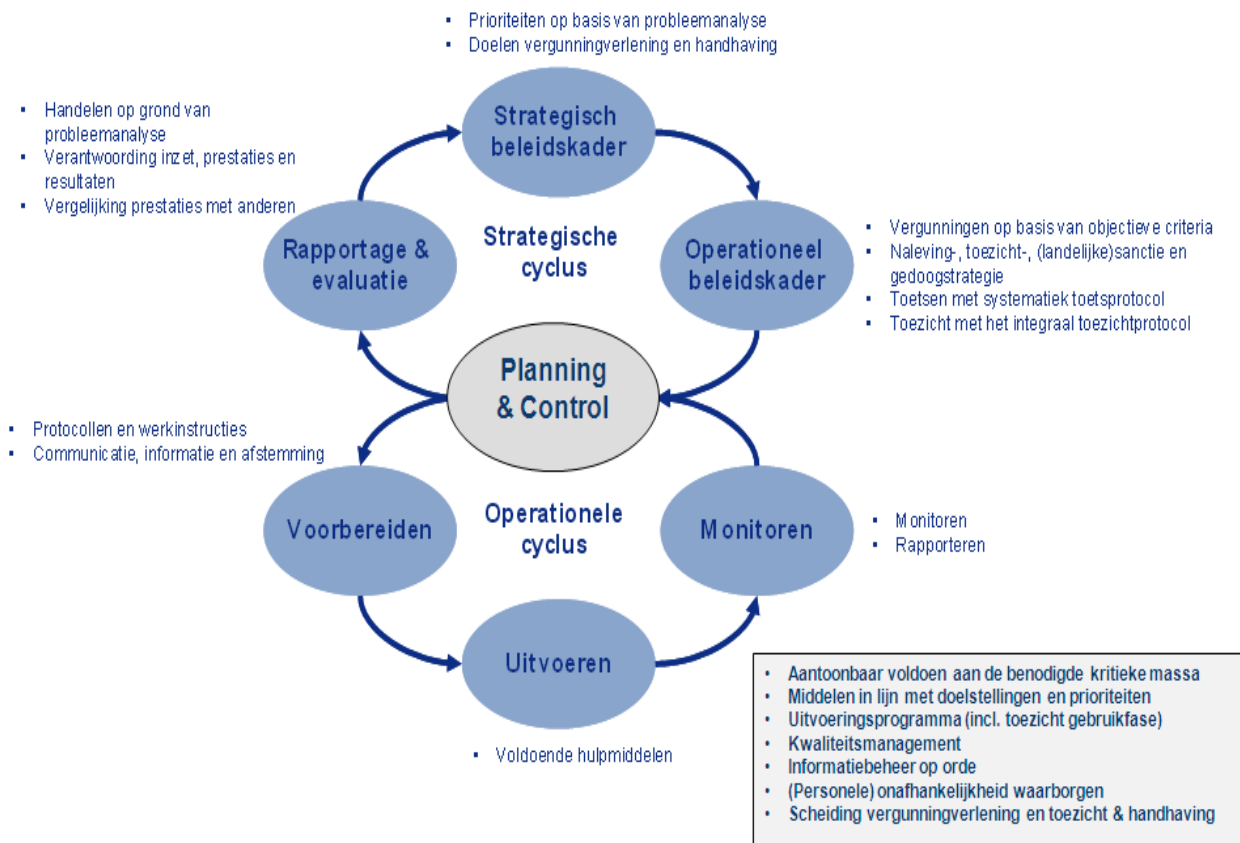 ▪ Prioriteiten op basis van probleemanalyse
▪ Doelen vergunningverlening en handhaving
▪ Handelen op grond van
probleemanalyse
▪ Verantwoording inzet, prestaties en
resultaten
▪ Vergelijking prestaties met anderen
Strategisch
beleidskader
Rapportage &
evaluatie
Strategische
cyclus
Operationeel
beleidskader
▪ Vergunningen op basis van objectieve criteria
▪ Naleving-, toezicht-, (landelijke)sanctie en
gedoogstrategie
▪ Toetsen met systematiek toetsprotocol
▪ Toezicht met het integraal toezichtprotocol
Planning
& Control
▪ Protocollen en werkinstructies
▪ Communicatie, informatie en afstemming
Voorbereiden
Operationele
cyclus
Monitoren
▪ Monitoren
▪ Rapporteren
Uitvoeren
▪ Voldoende hulpmiddelen
• Aantoonbaar voldoen aan de benodigde kritieke massa
• Middelen in lijn met doelstellingen en prioriteiten
• Uitvoeringsprogramma (incl. toezicht gebruikfase)
• Kwaliteitsmanagement
• Informatiebeheer op orde
• (Personele) onafhankelijkheid waarborgen
• Scheiding vergunningverlening en toezicht & handhaving